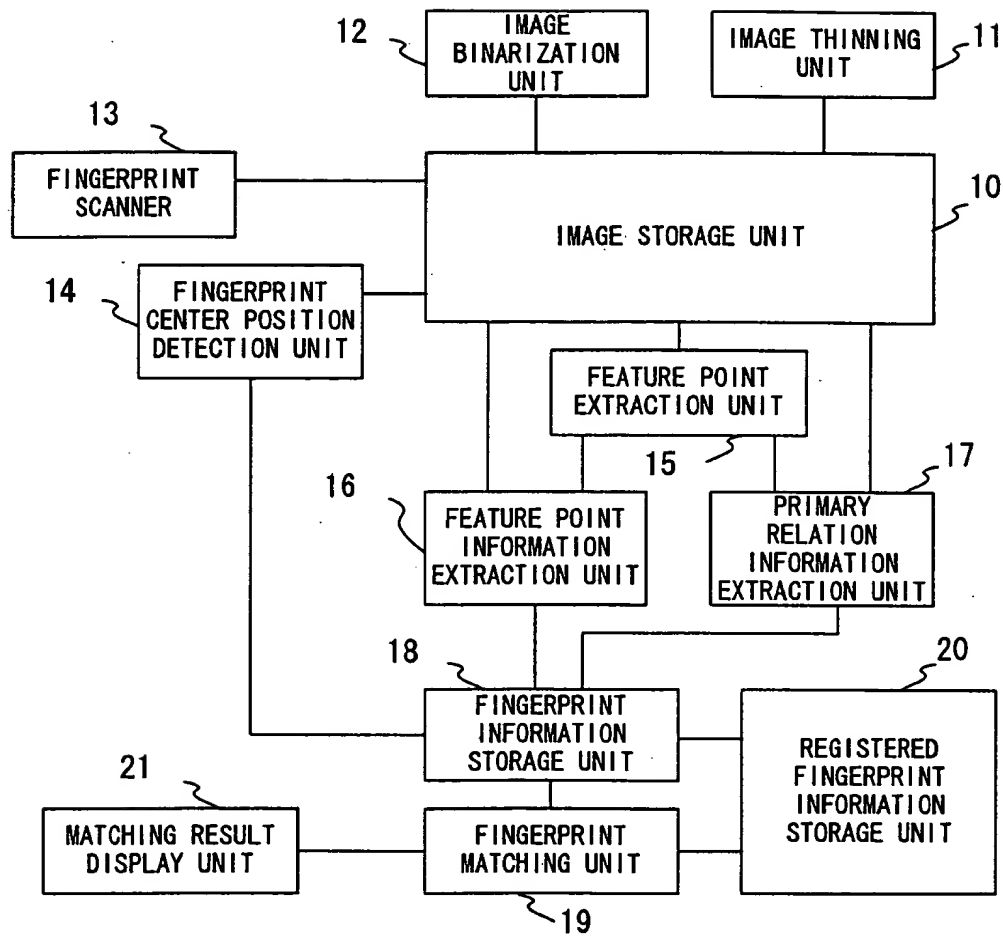 12
IMAGE
BINARIZATION
UNIT
IMAGE THINNING
UNIT
11
13
FINGERPRINT
SCANNER
10
IMAGE STORAGE UNIT
14
FINGERPRINT
CENTER POSITION
DETECTION UNIT
FEATURE POINT
EXTRACTION UNIT
15
16
FEATURE POINT
INFORMATION
EXTRACTION UNIT
17
PRIMARY
RELATION
INFORMATION
EXTRACTION UNIT
18
FINGERPRINT
INFORMATION
STORAGE UNIT
20
REGISTERED
FINGERPRINT
INFORMATION
STORAGE UNIT
21
MATCHING RESULT
DISPLAY UNIT
FINGERPRINT
MATCHING UNIT
19